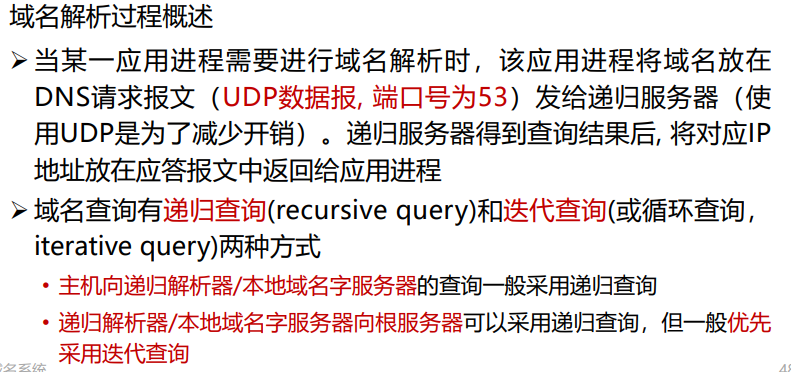 域名解析过程概述
➢ 当某一应用进程需要进行域名解析时，该应用进程将域名放在
DNS请求报文（UDP数据报, 端口号为53）发给递归服务器（使
用UDP是为了减少开销）。递归服务器得到查询结果后, 将对应IP
地址放在应答报文中返回给应用进程
➢ 域名查询有递归查询(recursive query)和迭代查询(或循环查询，
iterative query)两种方式
• 主机向递归解析器/本地域名字服务器的查询一般采用递归查询
• 递归解析器/本地域名字服务器向根服务器可以采用递归查询，但一般优先
采用迭代查询
域名系统
48